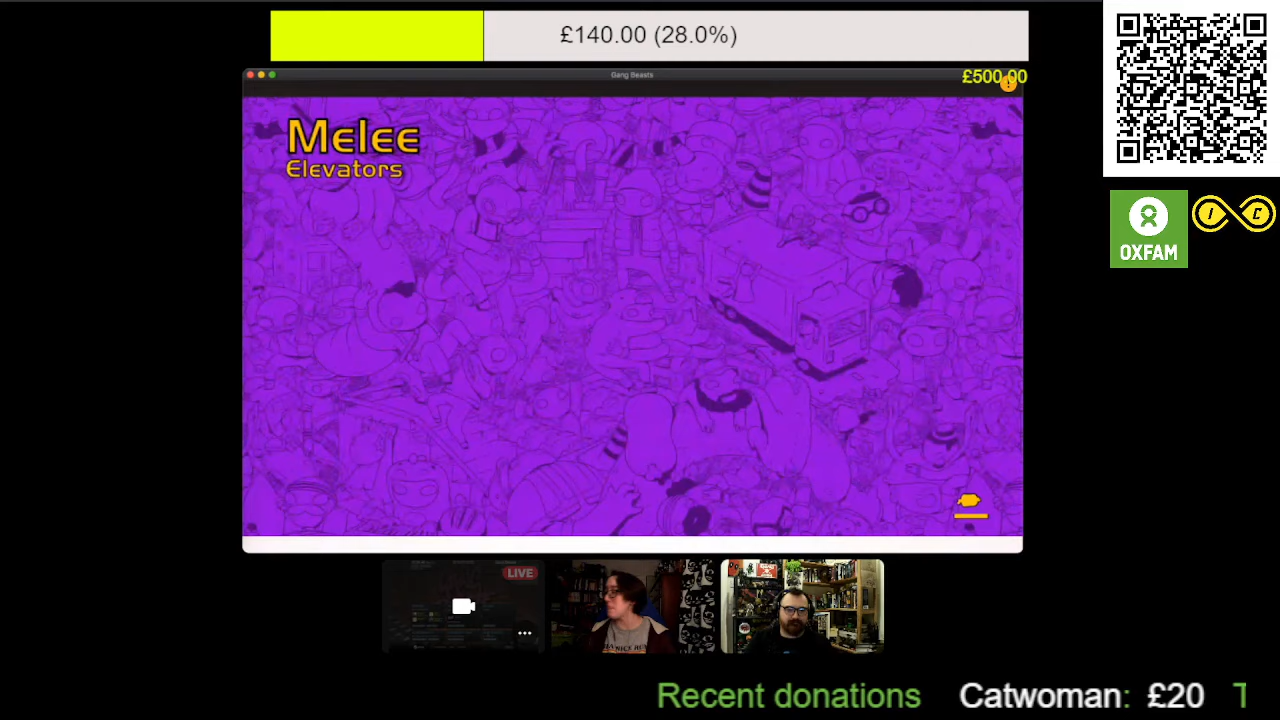 £140.00 (28.0%)
Gang Beasts
£500.00
Melee
Elevators
OXFAM
I C
LIVE
Recent donations Catwoman: £20